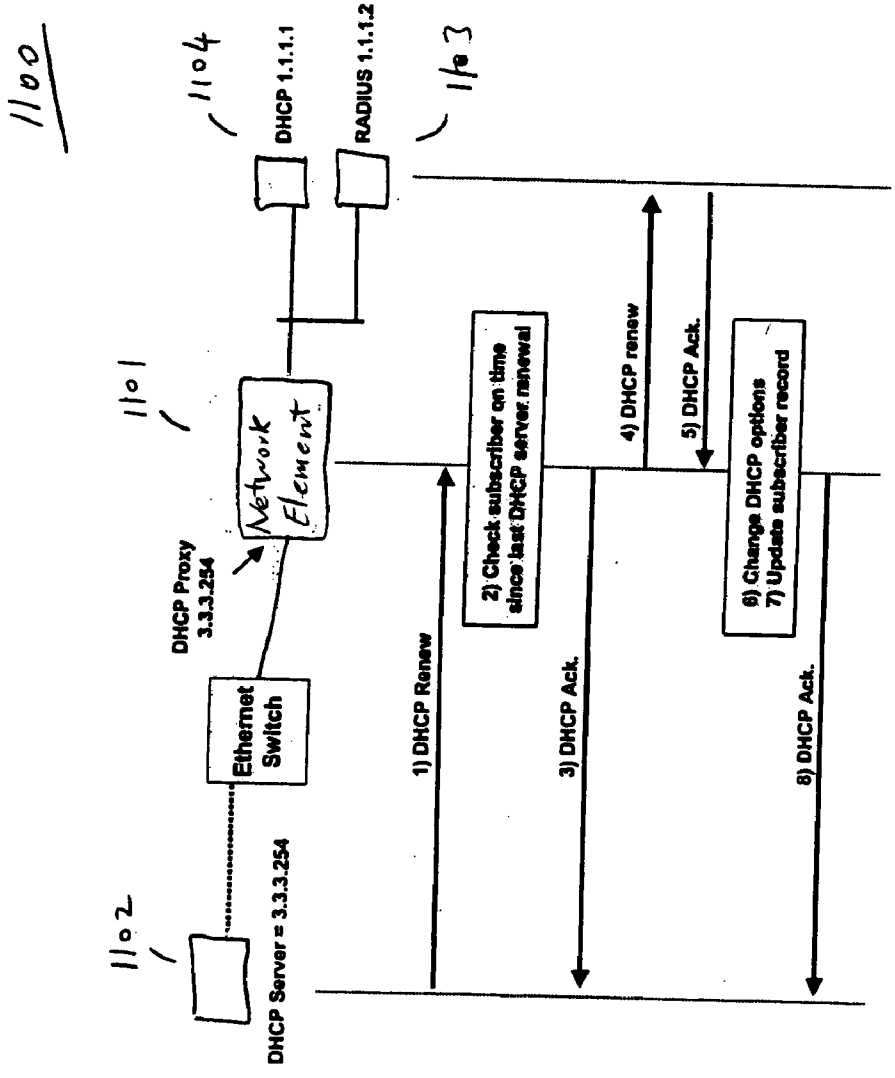 1100
1102
DHCP Server = 3.3.3.254
Ethernet
Switch
DHCP Proxy
3.3.3.254
1101
Network
Element
1104
DHCP 1.1.1.1
RADIUS 1.1.1.2
1103
1) DHCP Renew
2) Check subscriber on time
since last DHCP server renewal
3) DHCP Ack.
4) DHCP renew
5) DHCP Ack.
6) Change DHCP options
7) Update subscriber record
8) DHCP Ack.